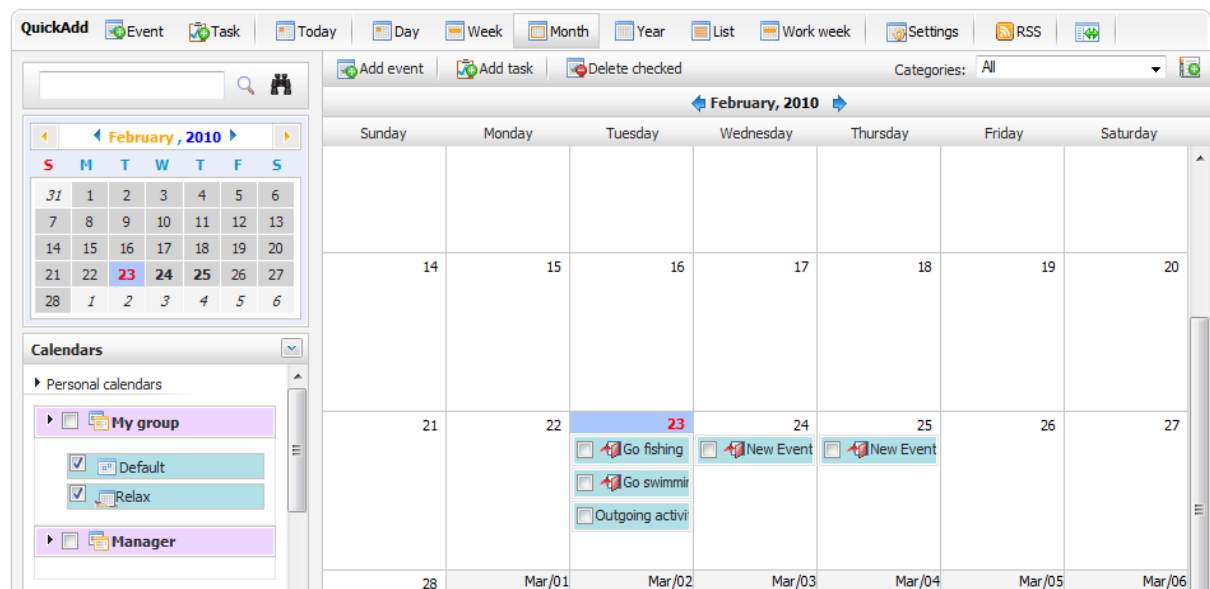 QuickAdd Event Task Today Day Week Month Year List Work week Settings RSS
Add event Add task Delete checked Categories: All
February, 2010
February , 2010
S M T W T F S
31 1 2 3 4 5 6
7 8 9 10 11 12 13
14 15 16 17 18 19 20
21 22 23 24 25 26 27
28 1 2 3 4 5 6
Calendars
Personal calendars
My group
Default
Relax
Manager
Sunday Monday Tuesday Wednesday Thursday Friday Saturday
14 15 16 17 18 19 20
21 22 23 24 25 26 27
Go fishing New Event New Event
Go swimmin
Outgoing activi
28 Mar/01 Mar/02 Mar/03 Mar/04 Mar/05 Mar/06